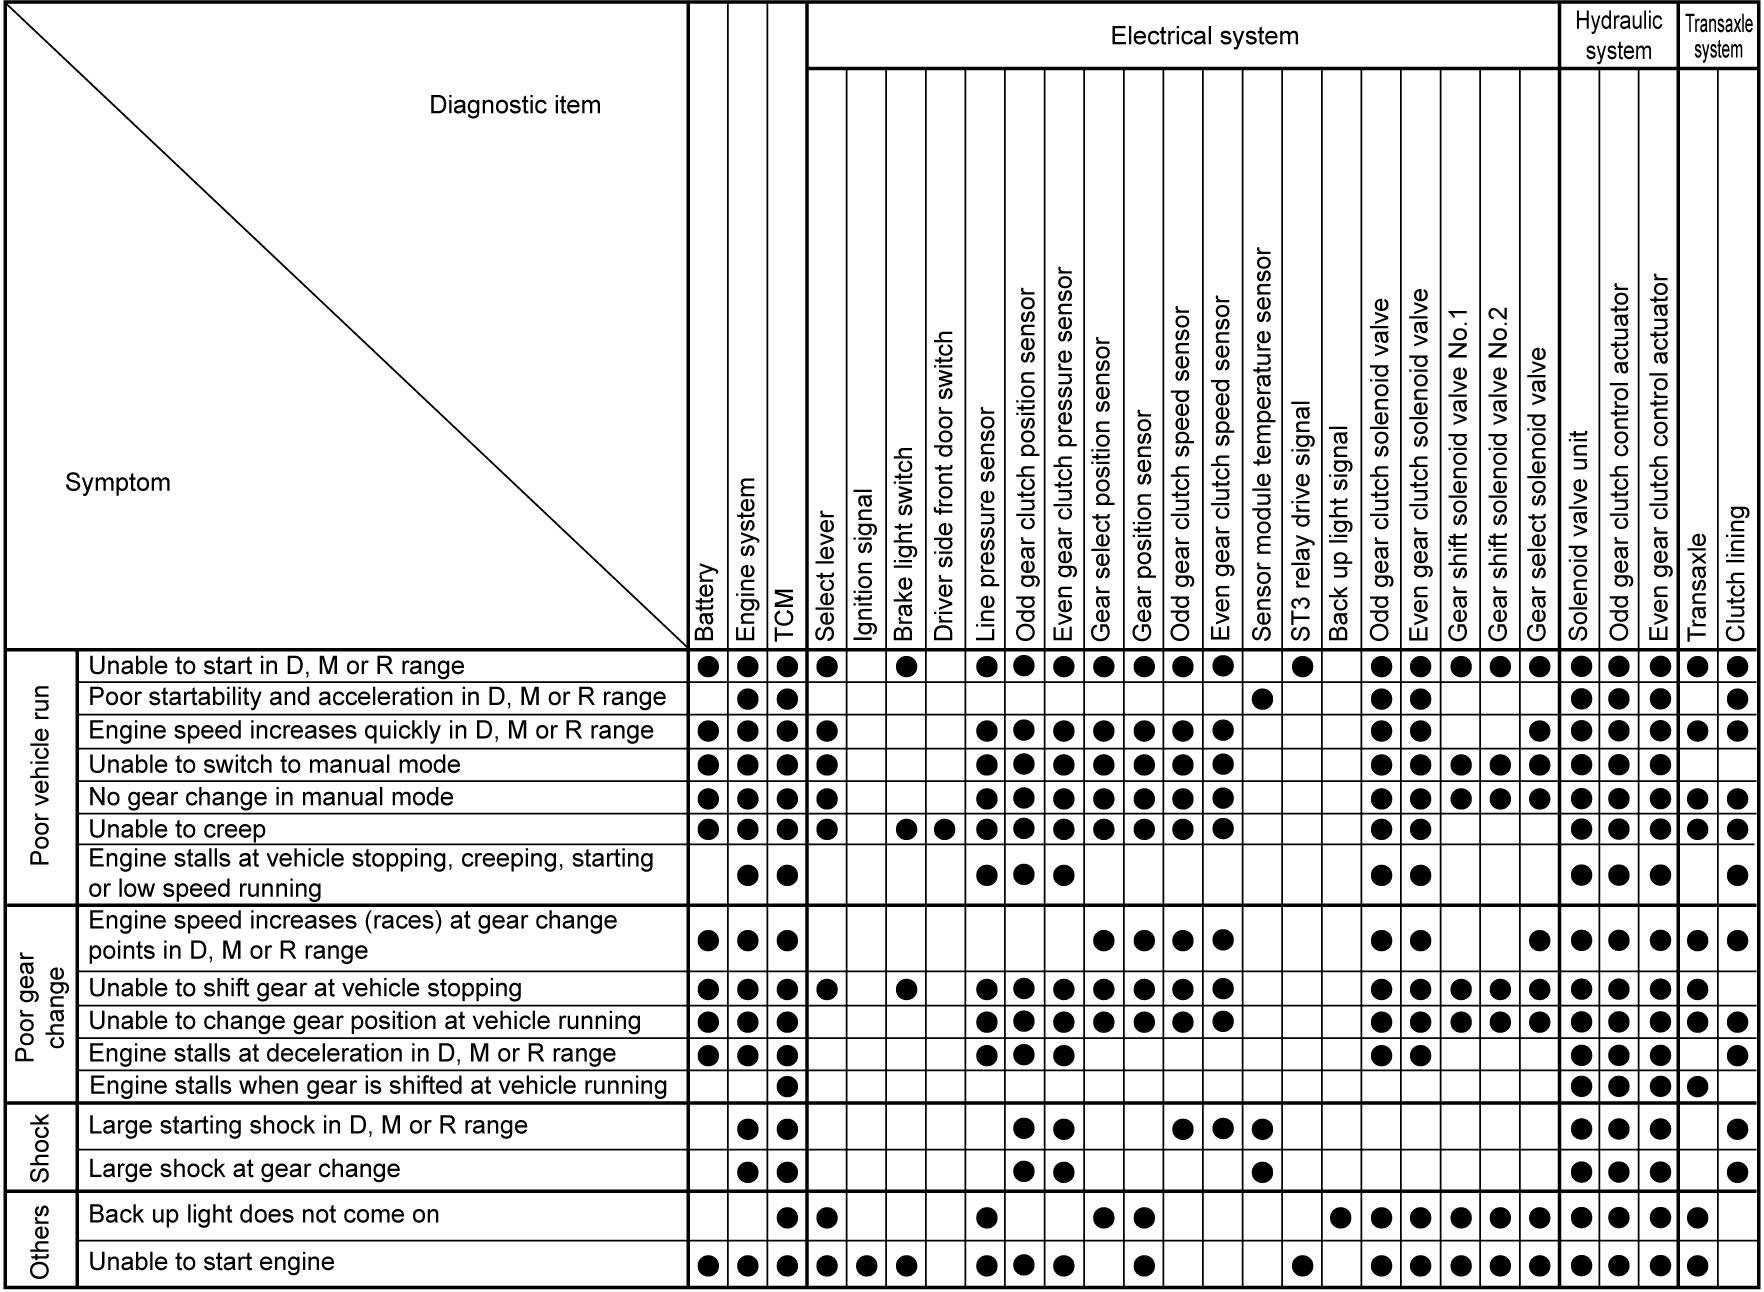 Electrical system
Hydraulic
system
Transaxle
system
Diagnostic item
Symptom
Battery
Engine system
TCM
Select lever
Ignition signal
Brake light switch
Driver side front door switch
Line pressure sensor
Odd gear clutch position sensor
Even gear clutch pressure sensor
Gear select position sensor
Gear position sensor
Odd gear clutch speed sensor
Even gear clutch speed sensor
Sensor module temperature sensor
ST3 relay drive signal
Back up light signal
Odd gear clutch solenoid valve
Even gear clutch solenoid valve
Gear shift solenoid valve No.1
Gear shift solenoid valve No.2
Gear select solenoid valve
Solenoid valve unit
Odd gear clutch control actuator
Even gear clutch control actuator
Transaxle
Clutch lining
Poor vehicle run
Unable to start in D, M or R range
Poor startability and acceleration in D, M or R range
Engine speed increases quickly in D, M or R range
Unable to switch to manual mode
No gear change in manual mode
Unable to creep
Engine stalls at vehicle stopping, creeping, starting
or low speed running
Poor gear
change
Engine speed increases (races) at gear change
points in D, M or R range
Unable to shift gear at vehicle stopping
Unable to change gear position at vehicle running
Engine stalls at deceleration in D, M or R range
Engine stalls when gear is shifted at vehicle running
Shock
Large starting shock in D, M or R range
Large shock at gear change
Others
Back up light does not come on
Unable to start engine